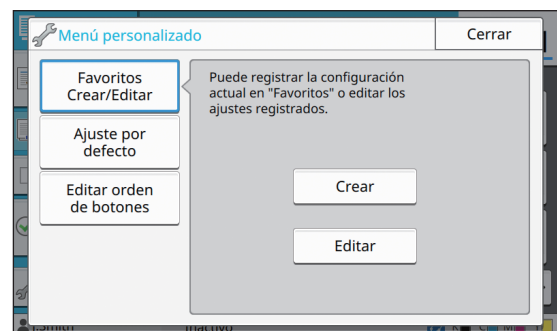 Menú personalizado
Cerrar
Favoritos
Crear/Editar
Ajuste por
defecto
Editar orden
de botones
Puede registrar la configuración
actual en "Favoritos" o editar los
ajustes registrados.
Crear
Editar